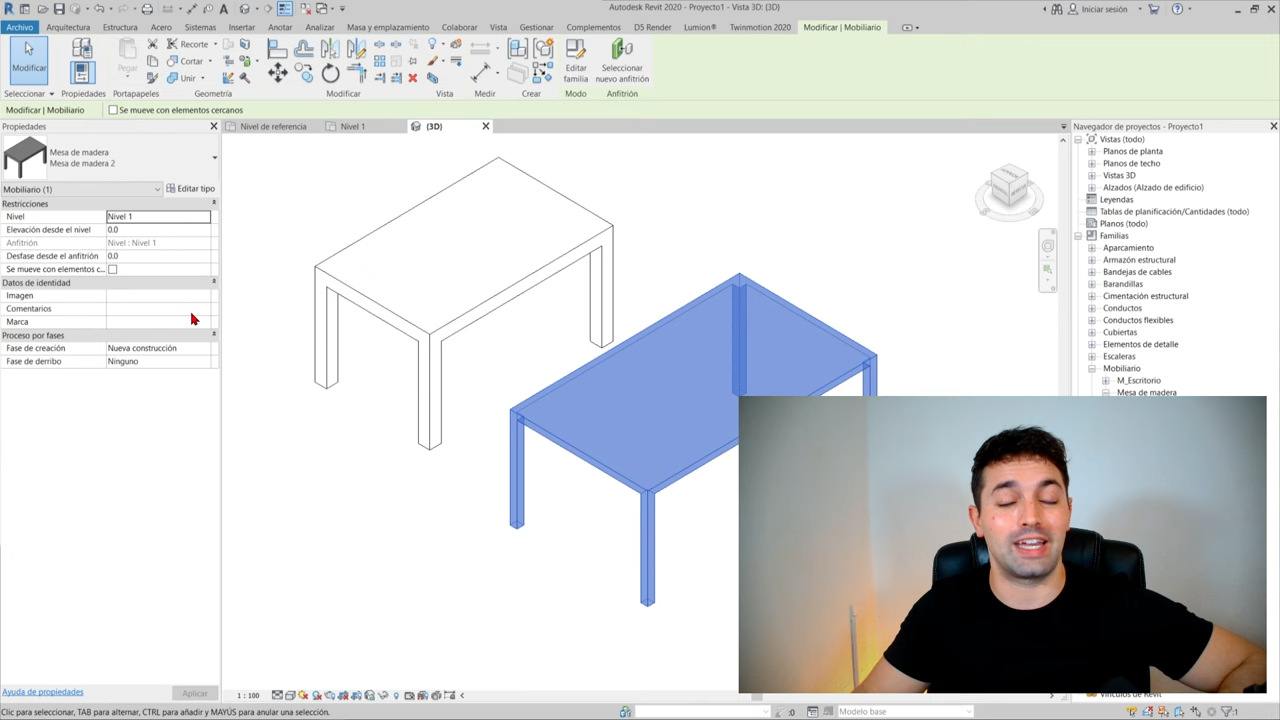 Autodesk Revit 2020 - Proyecto1 - Vista 3D: {3D}
Iniciar sesión
Archivo Arquitectura Estructura Acero Sistemas Insertar Anotar Analizar Masa y emplazamiento Vista Gestionar Colaborar Complementos D5 Render Lumion® Twinmotion 2020 Modificar | Mobiliario
Modificar
Pegar
Recorte
Cortar
Unir
Editar familia
Seleccionar nuevo anfitrión
Seleccionar Propiedades Portapapeles Geometría Modificar Vista Medir Crear Modo Anfitrión
Modificar | Mobiliario Se mueve con elementos cercanos
Propiedades
Mesa de madera
Mesa de madera 2
Mobiliario (1) Editar tipo
Restricciones
Nivel Nivel 1
Elevación desde el nivel 0.0
Anfitrión Nivel : Nivel 1
Desfase desde el anfitrión 0.0
Se mueve con elementos c...
Datos de identidad
Imagen
Comentarios
Marca
Proceso por fases
Fase de creación Nueva construcción
Fase de derribo Ninguno
Ayuda de propiedades Aplicar
Nivel de referencia Nivel 1 {3D}
Navegador de proyectos - Proyecto1
Vistas (todo)
Planos de planta
Planos de techo
Vistas 3D
Alzados (Alzado de edificio)
Leyendas
Tablas de planificación/Cantidades (todo)
Planos (todo)
Familias
Aparcamiento
Armazón estructural
Bandejas de cables
Barandillas
Cimentación estructural
Conductos
Conductos flexibles
Cubiertas
Elementos de detalle
Escaleras
Mobiliario
M_Escritorio
Mesa de madera
Vínculos de Revit
1 : 100
Clic para seleccionar, TAB para alternar, CTRL para añadir y MAYÚS para anular una selección.
:0 Modelo base :1